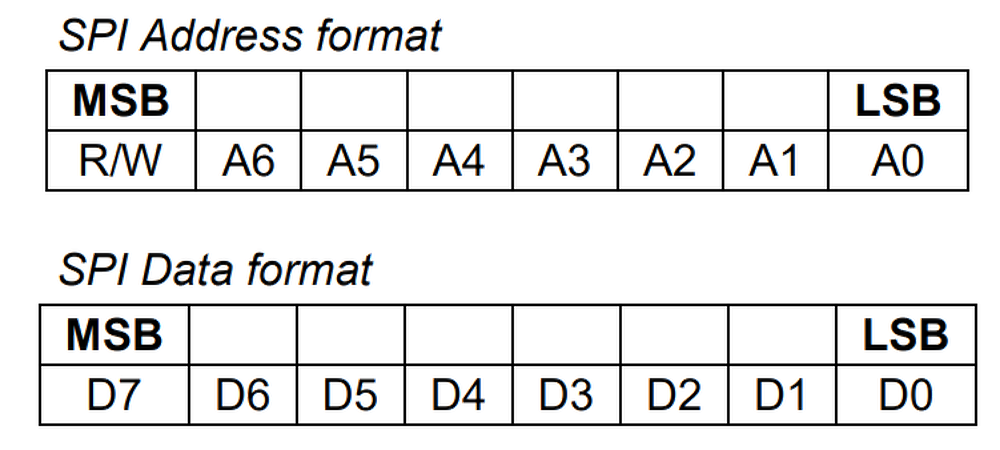 SPI Address format
MSB LSB
R/W A6 A5 A4 A3 A2 A1 A0
SPI Data format
MSB LSB
D7 D6 D5 D4 D3 D2 D1 D0